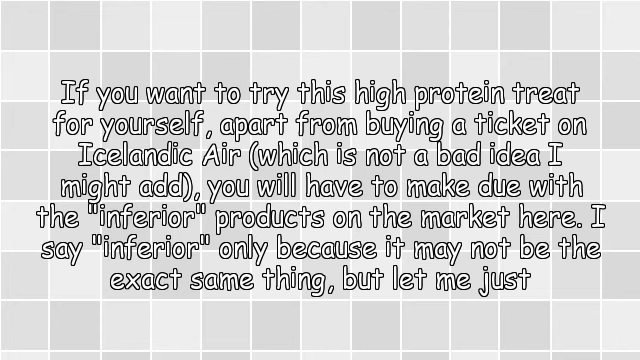 If you want to try this high protein treat
for yourself, apart from buying a ticket on
Icelandic Air (which is not a bad idea I
might add), you will have to make due with
the "inferior" products on the market here. I
say "inferior" only because it may not be the
exact same thing, but let me just